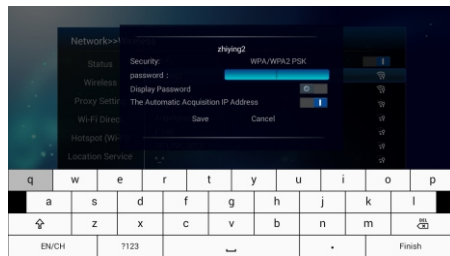 Network>>
zhiying2
Status
Security: WPA/WPA2 PSK
password :
Wireless
Display Password
Proxy Settin
The Automatic Acquisition IP Address
Wi-Fi Direc
Save Cancel
Hotspot (Wi-
Location Service
q w e r t y u i o p
a s d f g h j k l
z x c v b n m DEL
EN/CH ?123 . Finish